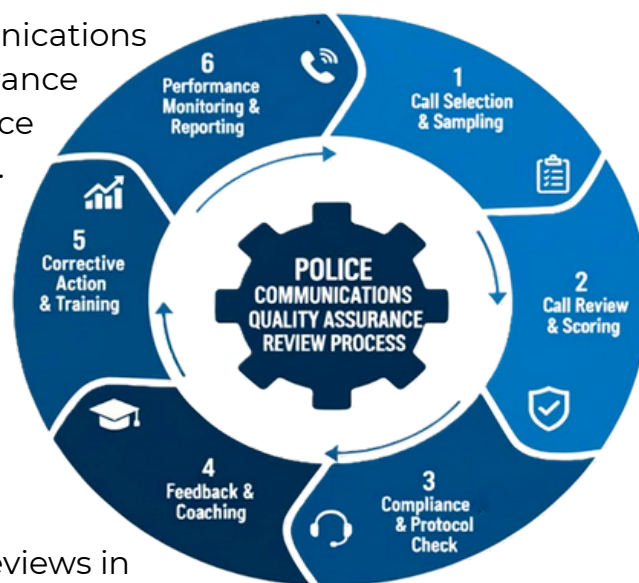 nications
rance
ce
.
1
Call Selection
& Sampling
2
Call Review
& Scoring
3
Compliance
& Protocol
Check
4
Feedback &
Coaching
5
Corrective
Action
& Training
6
Performance
Monitoring &
Reporting
POLICE
COMMUNICATIONS
QUALITY ASSURANCE
REVIEW PROCESS
eviews in